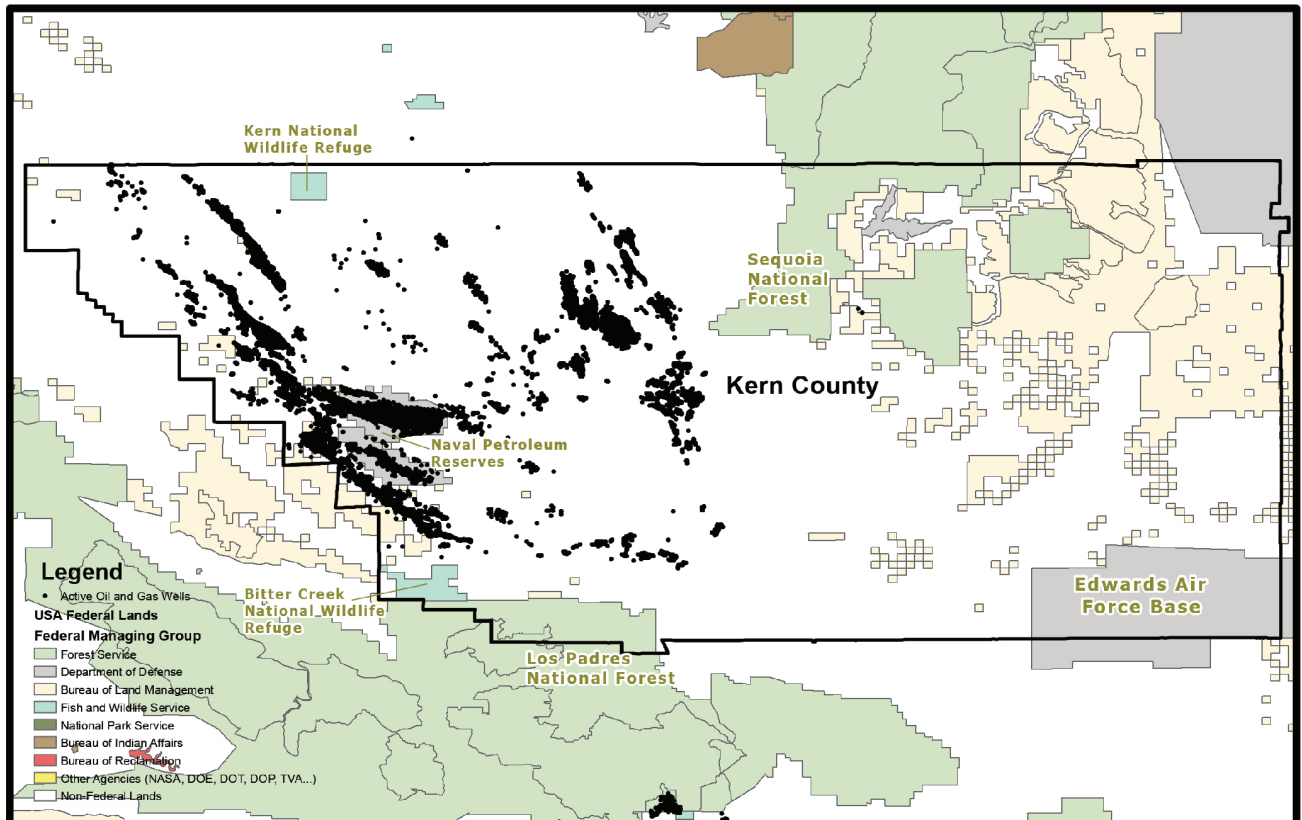 Kern National
Wildlife Refuge
Sequoia
National
Forest
Kern County
Naval Petroleum
Reserves
Edwards Air
Force Base
Bitter Creek
National Wildlife
Refuge
Los Padres
National Forest
Legend
Active Oil and Gas Wells
USA Federal Lands
Federal Managing Group
Forest Service
Department of Defense
Bureau of Land Management
Fish and Wildlife Service
National Park Service
Bureau of Indian Affairs
Bureau of Reclamation
Other Agencies (NASA, DOE, DOT, DOP, TVA...)
Non-Federal Lands